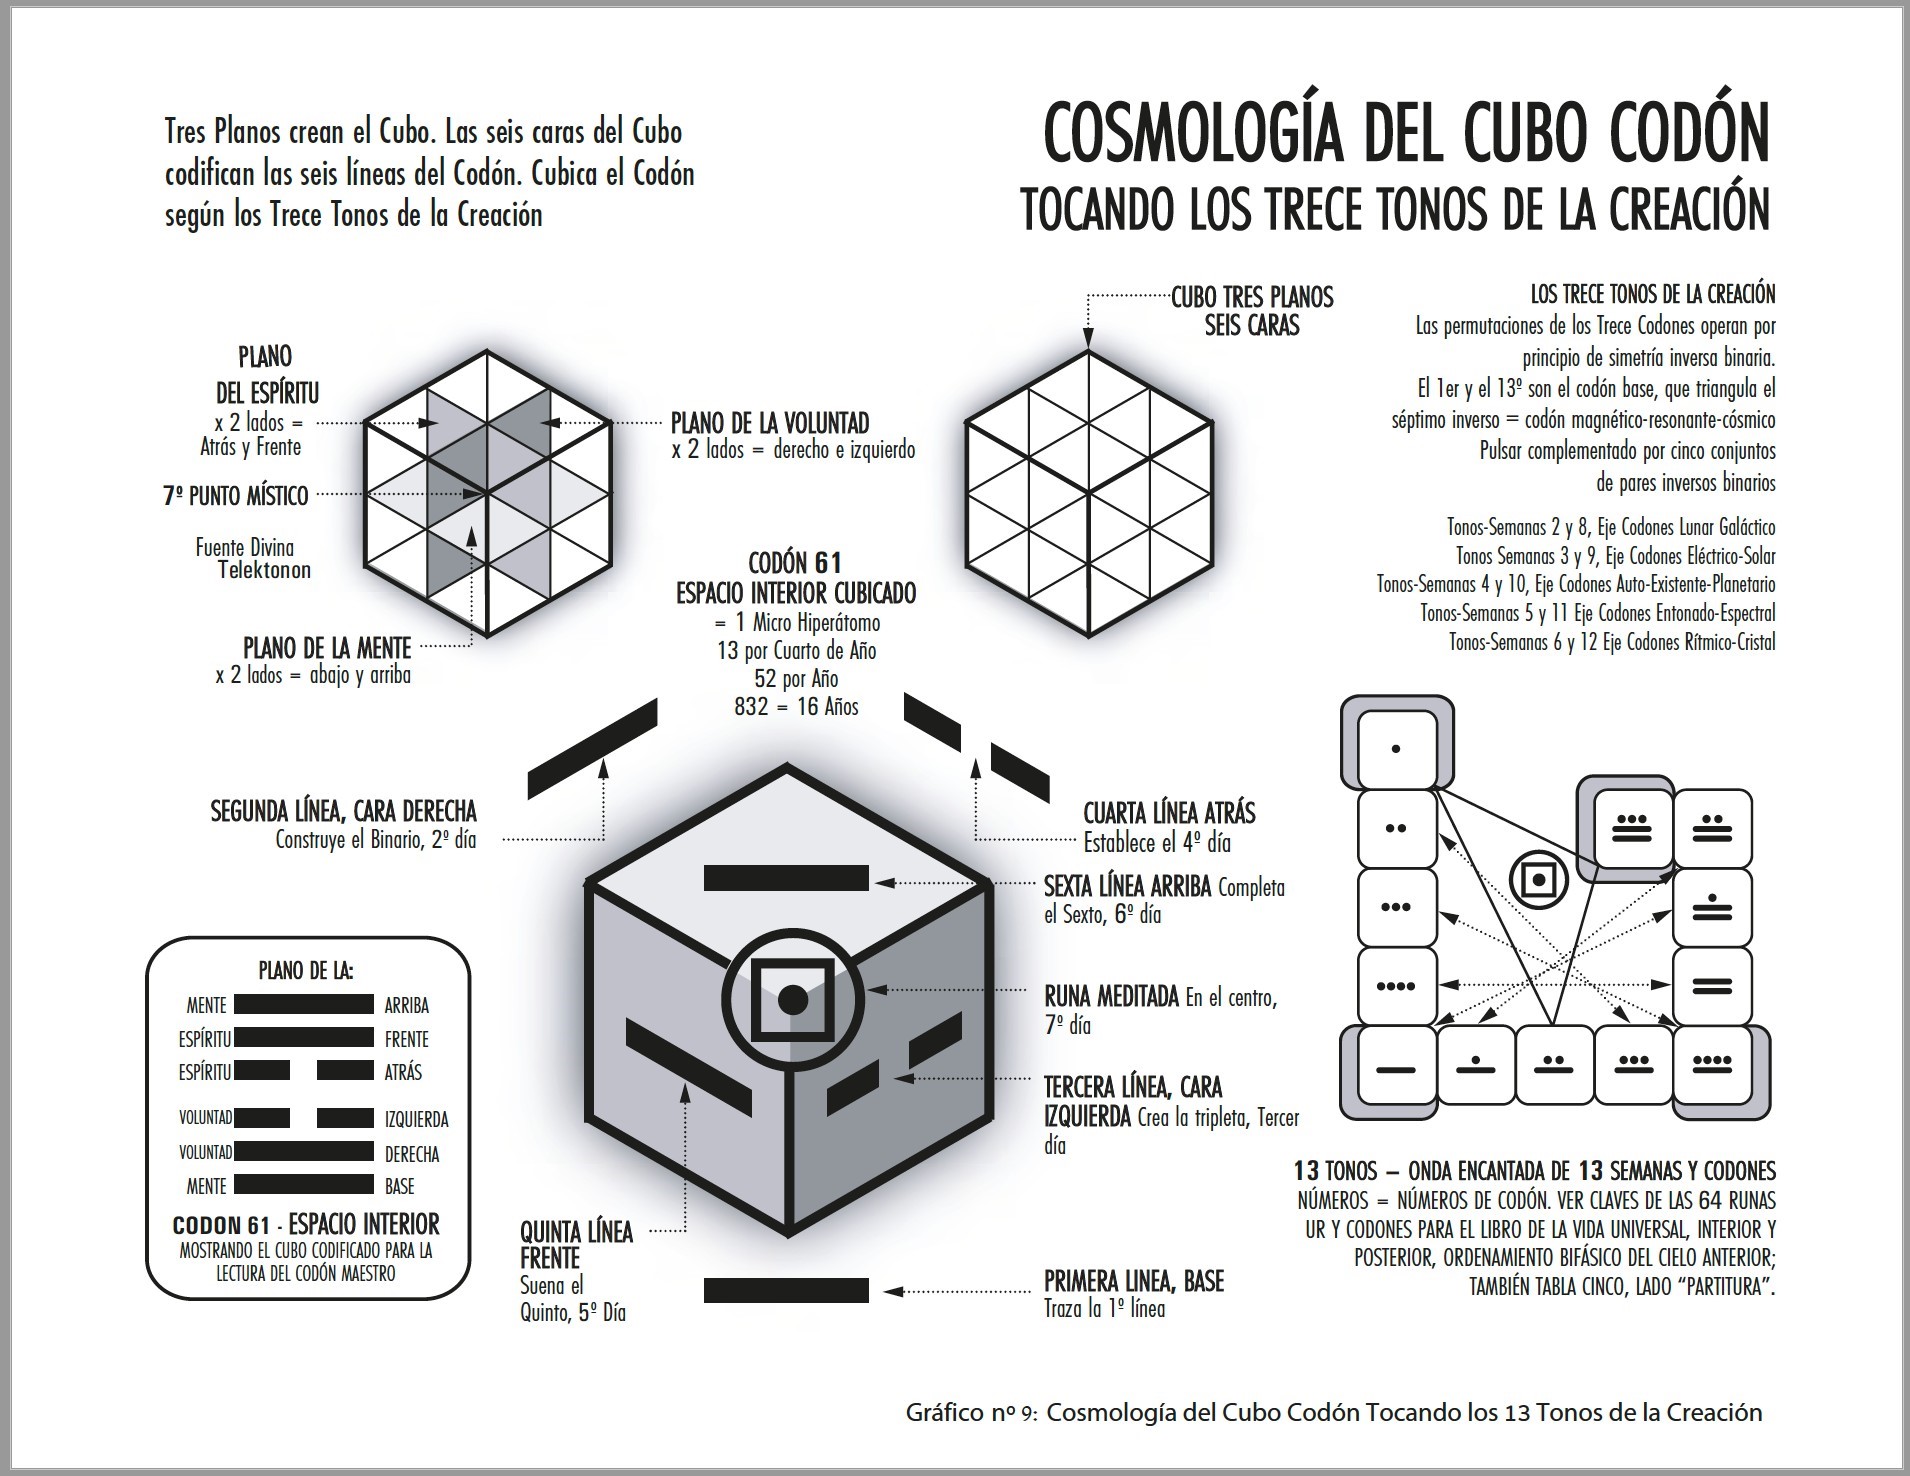 Tres Planos crean el Cubo. Las seis caras del Cubo
codifican las seis líneas del Codón. Cubica el Codón
según los Trece Tonos de la Creación
COSMOLOGÍA DEL CUBO CODÓN
TOCANDO LOS TRECE TONOS DE LA CREACIÓN
PLANO
DEL ESPÍRITU
x 2 lados =
Atrás y Frente
7º PUNTO MÍSTICO
Fuente Divina
Telektonon
PLANO DE LA MENTE
x 2 lados = abajo y arriba
PLANO DE LA VOLUNTAD
x 2 lados = derecho e izquierdo
CUBO TRES PLANOS
SEIS CARAS
LOS TRECE TONOS DE LA CREACIÓN
Las permutaciones de los Trece Codones operan por
principio de simetría inversa binaria.
El 1er y el 13º son el codón base, que triangula el
séptimo inverso = codón magnético-resonante-cósmico
Pulsar complementado por cinco conjuntos
de pares inversos binarios
Tonos-Semanas 2 y 8, Eje Codones Lunar Galáctico
Tonos Semanas 3 y 9, Eje Codones Eléctrico-Solar
Tonos-Semanas 4 y 10, Eje Codones Auto-Existente-Planetario
Tonos-Semanas 5 y 11 Eje Codones Entonado-Espectral
Tonos-Semanas 6 y 12 Eje Codones Rítmico-Cristal
CODÓN 61
ESPACIO INTERIOR CUBICADO
= 1 Micro Hiperátomo
13 por Cuarto de Año
52 por Año
832 = 16 Años
SEGUNDA LÍNEA, CARA DERECHA
Construye el Binario, 2º día
CUARTA LÍNEA ATRÁS
Establece el 4º día
SEXTA LÍNEA ARRIBA Completa
el Sexto, 6º día
RUNA MEDITADA En el centro,
7º día
TERCERA LÍNEA, CARA
IZQUIERDA Crea la tripleta, Tercer
día
QUINTA LÍNEA
FRENTE
Suena el
Quinto, 5º Día
PRIMERA LINEA, BASE
Traza la 1º línea
PLANO DE LA:
MENTE ARRIBA
ESPÍRITU FRENTE
ESPÍRITU ATRÁS
VOLUNTAD IZQUIERDA
VOLUNTAD DERECHA
MENTE BASE
CODON 61 - ESPACIO INTERIOR
MOSTRANDO EL CUBO CODIFICADO PARA LA
LECTURA DEL CODÓN MAESTRO
13 TONOS – ONDA ENCANTADA DE 13 SEMANAS Y CODONES
NÚMEROS = NÚMEROS DE CODÓN. VER CLAVES DE LAS 64 RUNAS
UR Y CODONES PARA EL LIBRO DE LA VIDA UNIVERSAL, INTERIOR Y
POSTERIOR, ORDENAMIENTO BIFÁSICO DEL CIELO ANTERIOR;
TAMBIÉN TABLA CINCO, LADO “PARTITURA”.
Gráfico nº 9: Cosmología del Cubo Codón Tocando los 13 Tonos de la Creación